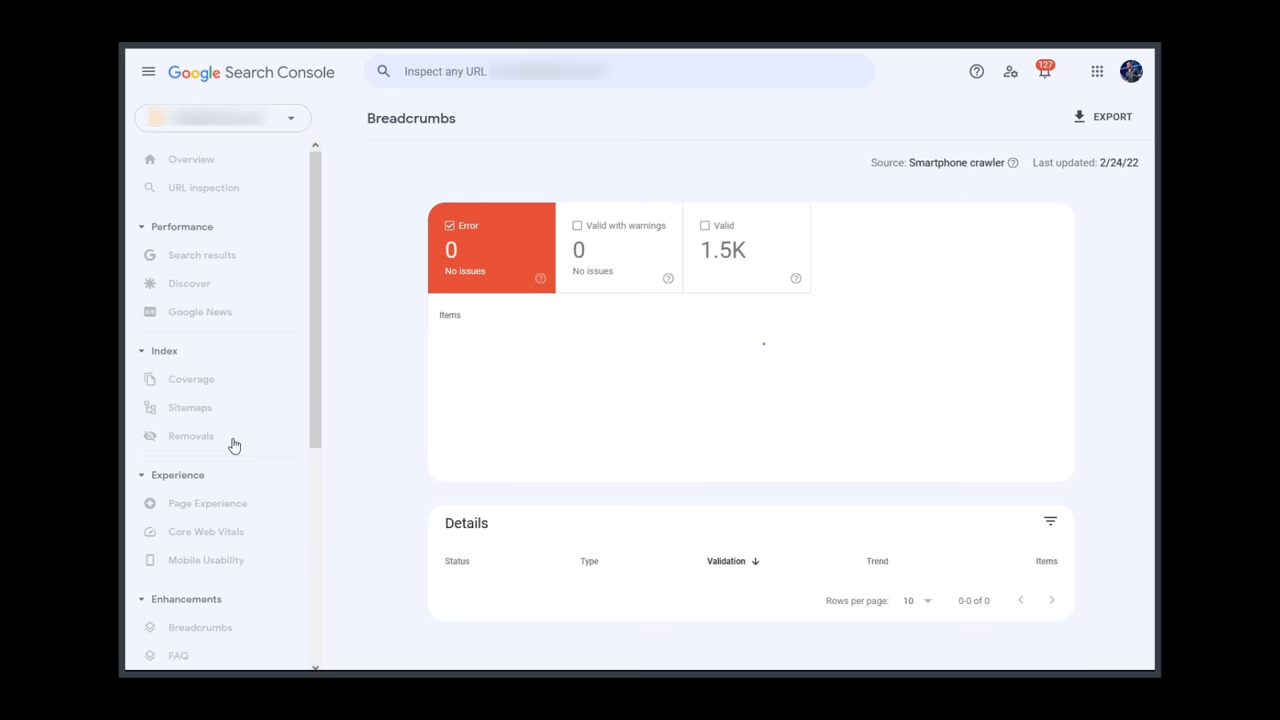 Google Search Console
Inspect any URL
127
Breadcrumbs
EXPORT
Source: Smartphone crawler
Last updated: 2/24/22
Overview
URL inspection
Performance
Search results
Discover
Google News
Index
Coverage
Sitemaps
Removals
Experience
Page Experience
Core Web Vitals
Mobile Usability
Enhancements
Breadcrumbs
FAQ
Error
0
No issues
Valid with warnings
0
No issues
Valid
1.5K
Items
Details
Status Type Validation Trend Items
Rows per page: 10 0-0 of 0